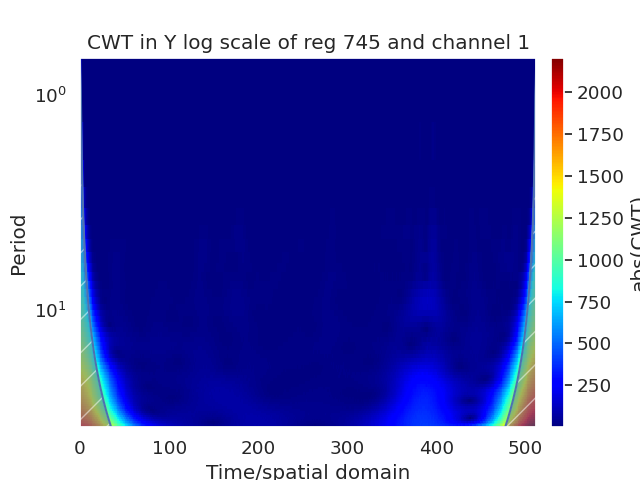 CWT in Y log scale of reg 745 and channel 1
10⁰
10¹
Period
0 100 200 300 400 500
Time/spatial domain
2000
1750
1500
1250
1000
750
500
250
abs(CWT)